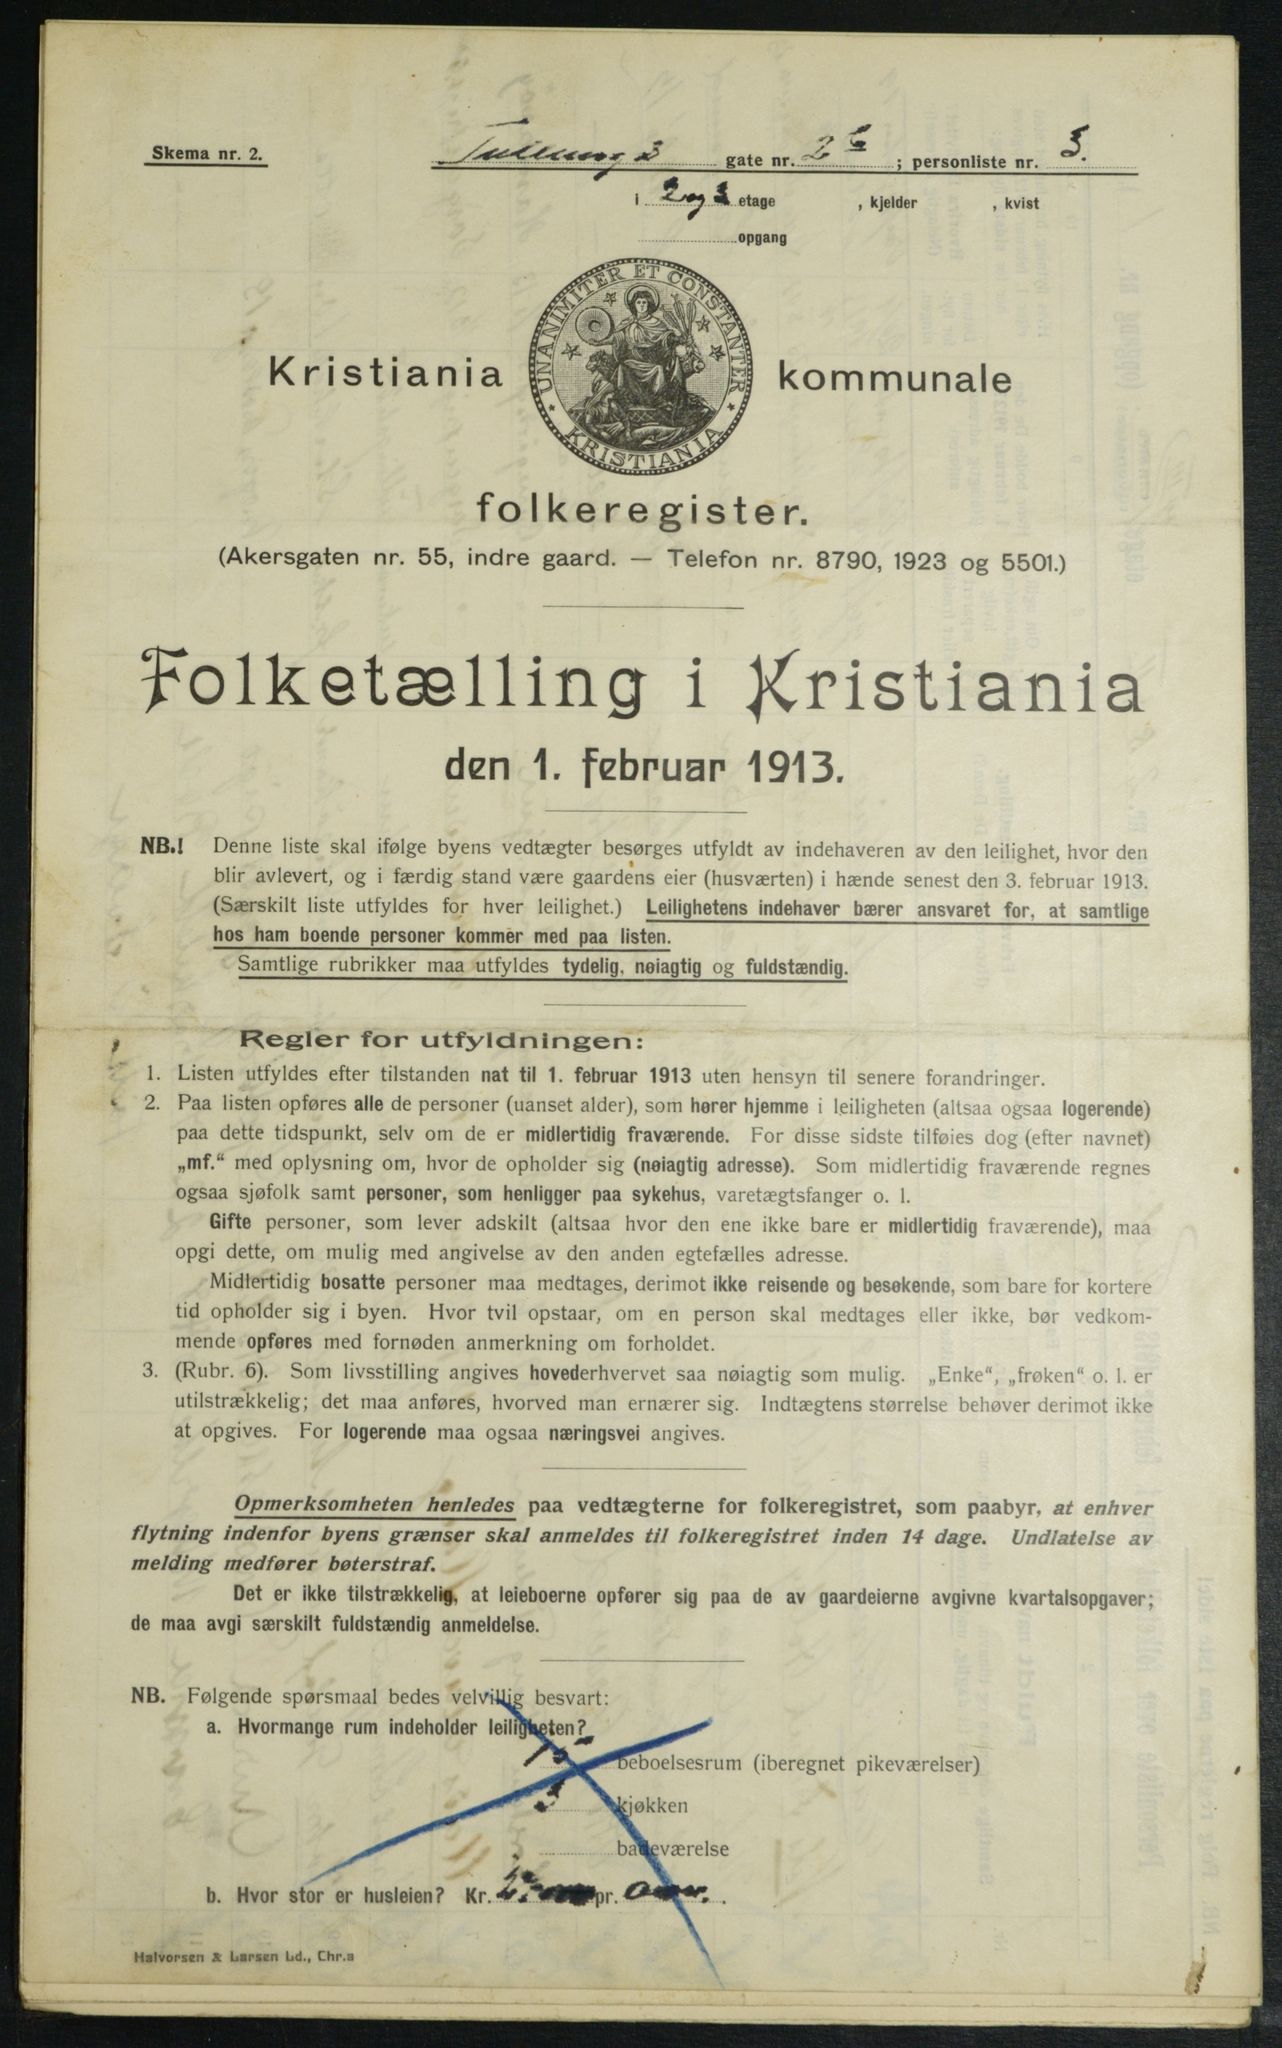 Skema nr. 2.
gate nr. 2 ; personliste nr. 3.
i 2 og 3 etage , kjelder , kvist
opgang
UNANIMITER ET CONSTANTER
KRISTIANIA
Kristiania kommunale
folkeregister.
(Akersgaten nr. 55, indre gaard. — Telefon nr. 8790, 1923 og 5501.)
Folketælling i Kristiania
den 1. februar 1913.
NB.! Denne liste skal ifølge byens vedtægter besørges utfyldt av indehaveren av den leilighet, hvor den
blir avlevert, og i færdig stand være gaardens eier (husværten) i hænde senest den 3. februar 1913.
(Særskilt liste utfyldes for hver leilighet.) Leilighetens indehaver bærer ansvaret for, at samtlige
hos ham boende personer kommer med paa listen.
Samtlige rubrikker maa utfyldes tydelig, nøiagtig og fuldstændig.
Regler for utfyldningen:
1. Listen utfyldes efter tilstanden nat til 1. februar 1913 uten hensyn til senere forandringer.
2. Paa listen opføres alle de personer (uanset alder), som hører hjemme i leiligheten (altsaa ogsaa logerende)
paa dette tidspunkt, selv om de er midlertidig fraværende. For disse sidste tilføies dog (efter navnet)
„mf.“ med oplysning om, hvor de opholder sig (nøiagtig adresse). Som midlertidig fraværende regnes
ogsaa sjøfolk samt personer, som henligger paa sykehus, varetægtsfanger o. l.
Gifte personer, som lever adskilt (altsaa hvor den ene ikke bare er midlertidig fraværende), maa
opgi dette, om mulig med angivelse av den anden egtefælles adresse.
Midlertidig bosatte personer maa medtages, derimot ikke reisende og besøkende, som bare for kortere
tid opholder sig i byen. Hvor tvil opstaar, om en person skal medtages eller ikke, bør vedkom-
mende opføres med fornøden anmerkning om forholdet.
3. (Rubr. 6). Som livsstilling angives hovederhvervet saa nøiagtig som mulig. „Enke“, „frøken“ o. l. er
utilstrækkelig; det maa anføres, hvorved man ernærer sig. Indtægtens størrelse behøver derimot ikke
at opgives. For logerende maa ogsaa næringsvei angives.
Opmerksomheten henledes paa vedtægterne for folkeregistret, som paabyr, at enhver
flytning indenfor byens grænser skal anmeldes til folkeregistret inden 14 dage. Undlatelse av
melding medfører bøterstraf.
Det er ikke tilstrækkelig, at leieboerne opfører sig paa de av gaardeierne avgivne kvartalsopgaver;
de maa avgi særskilt fuldstændig anmeldelse.
NB. Følgende spørsmaal bedes velvillig besvart:
a. Hvormange rum indeholder leiligheten?
15 beboelsesrum (iberegnet pikeværelser)
3 kjøkken
badeværelse
b. Hvor stor er husleien? Kr. pr.
Halvorsen & Larsen Ld., Chr.a